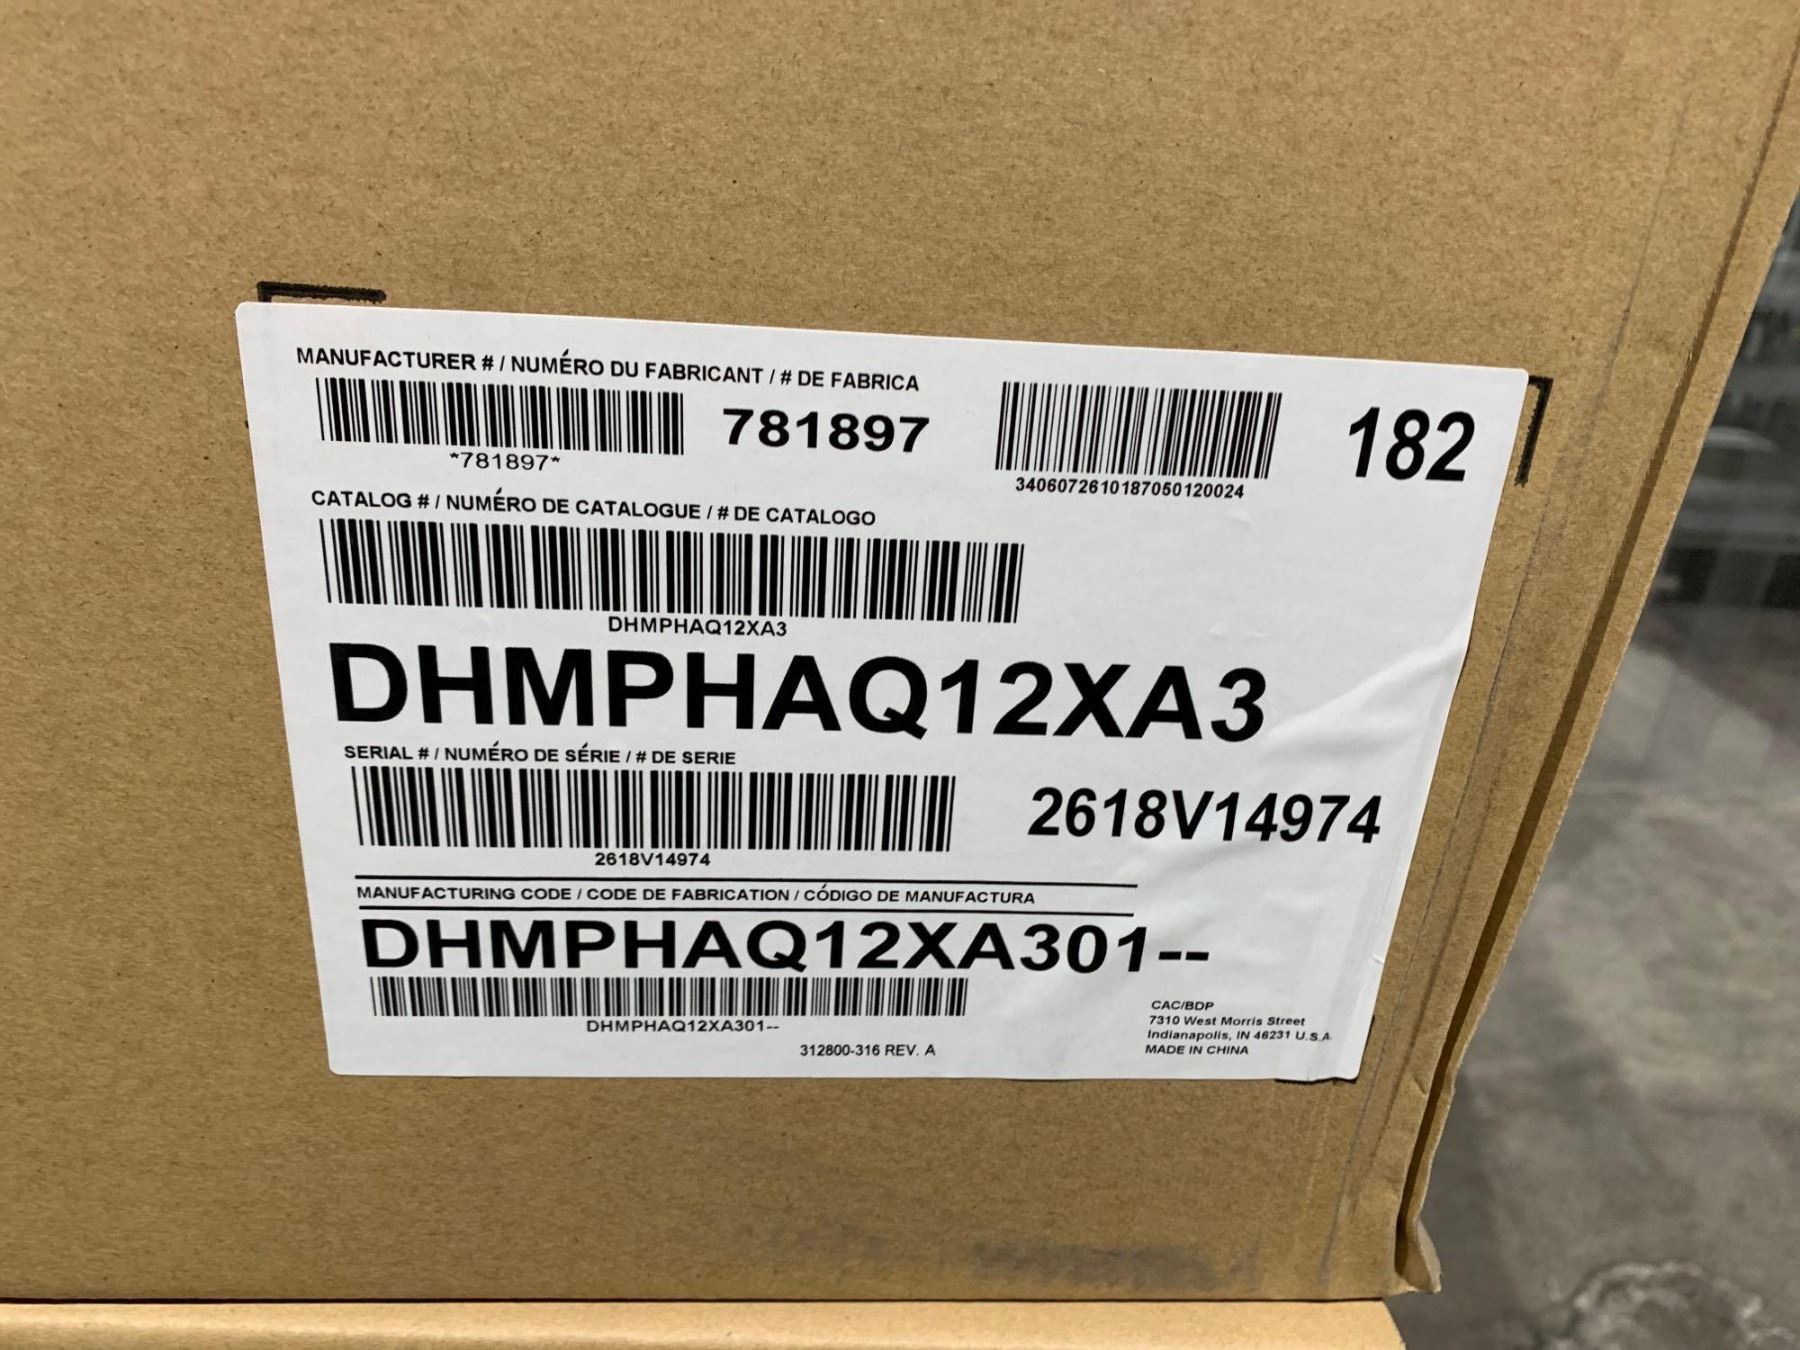 MANUFACTURER # / NUMÉRO DU FABRICANT / # DE FABRICA
781897
182
*781897*
3406072610187050120024
CATALOG # / NUMÉRO DE CATALOGUE / # DE CATALOGO
DHMPHAQ12XA3
DHMPHAQ12XA3
SERIAL # / NUMÉRO DE SÉRIE / # DE SERIE
2618V14974
2618V14974
MANUFACTURING CODE / CODE DE FABRICATION / CÓDIGO DE MANUFACTURA
DHMPHAQ12XA301--
DHMPHAQ12XA301--
312800-316 REV. A
CAC/BDP
7310 West Morris Street
Indianapolis, IN 46231 U.S.A.
MADE IN CHINA